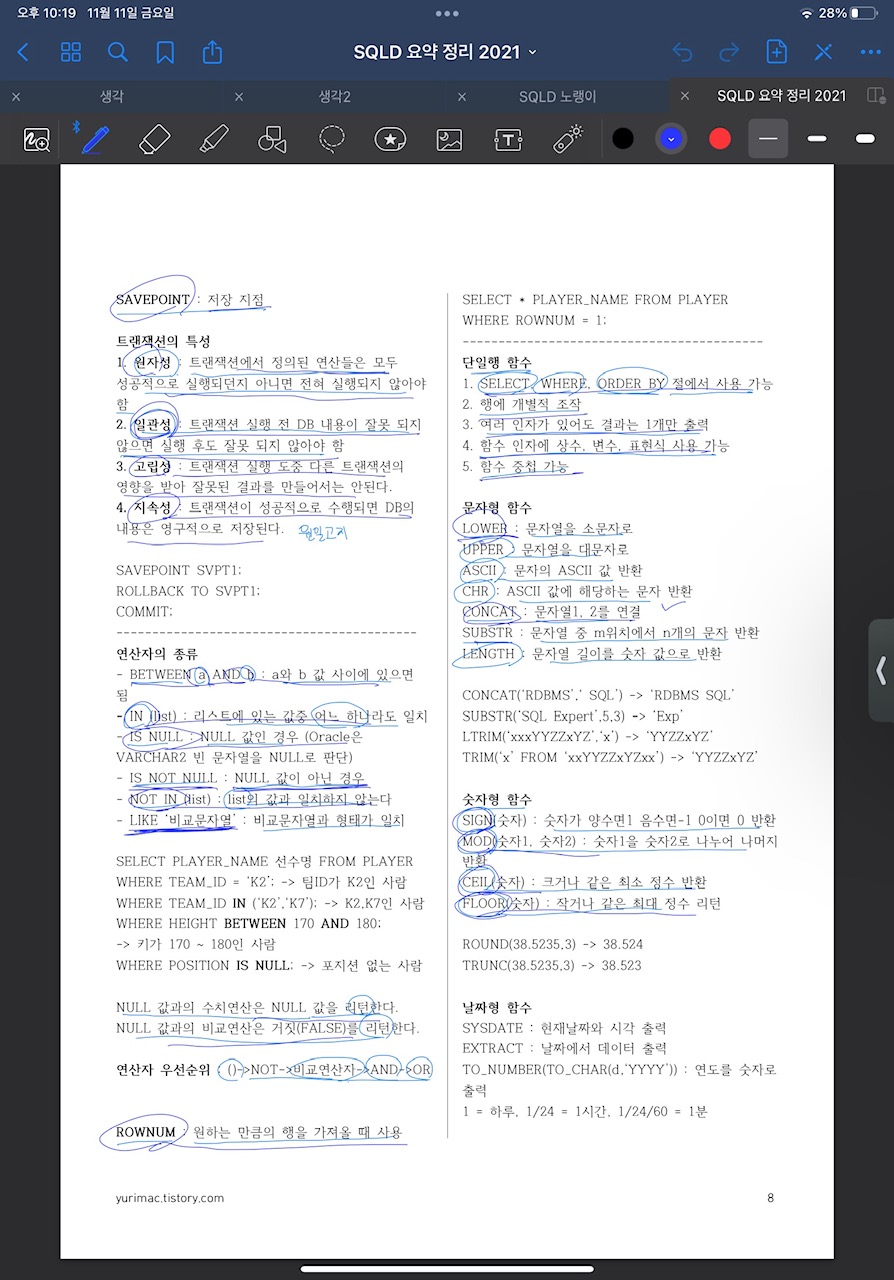 오후 10:19 11월 11일 금요일
28%
SQLD 요약 정리 2021
생각
생각2
SQLD 노랭이
SQLD 요약 정리 2021
SAVEPOINT : 저장 지점
트랜잭션의 특성
1. 원자성 : 트랜잭션에서 정의된 연산들은 모두
성공적으로 실행되던지 아니면 전혀 실행되지 않아야
함
2. 일관성 : 트랜잭션 실행 전 DB 내용이 잘못 되지
않으면 실행 후도 잘못 되지 않아야 함
3. 고립성 : 트랜잭션 실행 도중 다른 트랜잭션의
영향을 받아 잘못된 결과를 만들어서는 안된다.
4. 지속성 : 트랜잭션이 성공적으로 수행되면 DB의
내용은 영구적으로 저장된다. 원일고지
SAVEPOINT SVPT1;
ROLLBACK TO SVPT1;
COMMIT;
------------------------------------------
연산자의 종류
- BETWEEN a AND b : a와 b 값 사이에 있으면
됨
- IN (list) : 리스트에 있는 값중 어느 하나라도 일치
- IS NULL : NULL 값인 경우 (Oracle은
VARCHAR2 빈 문자열을 NULL로 판단)
- IS NOT NULL : NULL 값이 아닌 경우
- NOT IN (list) : list의 값과 일치하지 않는다
- LIKE '비교문자열' : 비교문자열과 형태가 일치
SELECT PLAYER_NAME 선수명 FROM PLAYER
WHERE TEAM_ID = 'K2'; -> 팀ID가 K2인 사람
WHERE TEAM_ID IN ('K2','K7'); -> K2,K7인 사람
WHERE HEIGHT BETWEEN 170 AND 180;
-> 키가 170 ~ 180인 사람
WHERE POSITION IS NULL; -> 포지션 없는 사람
NULL 값과의 수치연산은 NULL 값을 리턴한다.
NULL 값과의 비교연산은 거짓(FALSE)를 리턴한다.
연산자 우선순위 : ()->NOT->비교연산자->AND->OR
ROWNUM : 원하는 만큼의 행을 가져올 때 사용
SELECT * PLAYER_NAME FROM PLAYER
WHERE ROWNUM = 1;
------------------------------------------
단일행 함수
1. SELECT, WHERE, ORDER BY 절에서 사용 가능
2. 행에 개별적 조작
3. 여러 인자가 있어도 결과는 1개만 출력
4. 함수 인자에 상수, 변수, 표현식 사용 가능
5. 함수 중첩 가능
문자형 함수
LOWER : 문자열을 소문자로
UPPER : 문자열을 대문자로
ASCII : 문자의 ASCII 값 반환
CHR : ASCII 값에 해당하는 문자 반환
CONCAT : 문자열1, 2를 연결
SUBSTR : 문자열 중 m위치에서 n개의 문자 반환
LENGTH : 문자열 길이를 숫자 값으로 반환
CONCAT('RDBMS',' SQL') -> 'RDBMS SQL'
SUBSTR('SQL Expert',5,3) -> 'Exp'
LTRIM('xxxYYZZxYZ','x') -> 'YYZZxYZ'
TRIM('x' FROM 'xxYYZZxYZxx') -> 'YYZZxYZ'
숫자형 함수
SIGN(숫자) : 숫자가 양수면1 음수면-1 0이면 0 반환
MOD(숫자1, 숫자2) : 숫자1을 숫자2로 나누어 나머지
반환
CEIL(숫자) : 크거나 같은 최소 정수 반환
FLOOR(숫자) : 작거나 같은 최대 정수 리턴
ROUND(38.5235,3) -> 38.524
TRUNC(38.5235,3) -> 38.523
날짜형 함수
SYSDATE : 현재날짜와 시각 출력
EXTRACT : 날짜에서 데이터 출력
TO_NUMBER(TO_CHAR(d,'YYYY')) : 연도를 숫자로
출력
1 = 하루, 1/24 = 1시간, 1/24/60 = 1분
yurimac.tistory.com
8